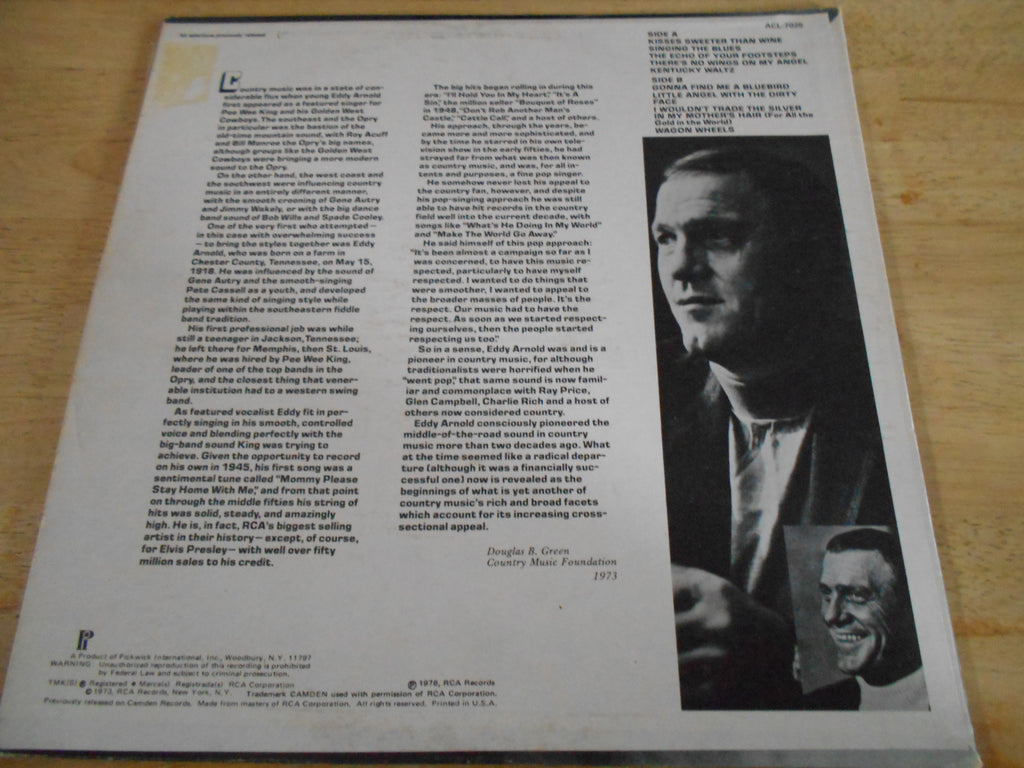 No selections previously released
ACL-7026
SIDE A
KISSES SWEETER THAN WINE
SINGING THE BLUES
THE ECHO OF YOUR FOOTSTEPS
THERE'S NO WINGS ON MY ANGEL
KENTUCKY WALTZ
SIDE B
GONNA FIND ME A BLUEBIRD
LITTLE ANGEL WITH THE DIRTY
FACE
I WOULDN'T TRADE THE SILVER
IN MY MOTHER'S HAIR (For All the
Gold in the World)
WAGON WHEELS
Country music was in a state of con-
siderable flux when young Eddy Arnold
first appeared as a featured singer for
Pee Wee King and his Golden West
Cowboys. The southeast and the Opry
in particular was the bastion of the
old-time mountain sound, with Roy Acuff
and Bill Monroe the Opry's big names,
although groups like the Golden West
Cowboys were bringing a more modern
sound to the Opry.
On the other hand, the west coast and
the southwest were influencing country
music in an entirely different manner,
with the smooth crooning of Gene Autry
and Jimmy Wakely, or with the big dance
band sound of Bob Wills and Spade Cooley.
One of the very first who attempted —
in this case with overwhelming success
— to bring the styles together was Eddy
Arnold, who was born on a farm in
Chester County, Tennessee, on May 15,
1918. He was influenced by the sound of
Gene Autry and the smooth-singing
Pete Cassell as a youth, and developed
the same kind of singing style while
playing within the southeastern fiddle
band tradition.
His first professional job was while
still a teenager in Jackson, Tennessee;
he left there for Memphis, then St. Louis,
where he was hired by Pee Wee King,
leader of one of the top bands in the
Opry, and the closest thing that vener-
able institution had to a western swing
band.
As featured vocalist Eddy fit in per-
fectly singing in his smooth, controlled
voice and blending perfectly with the
big-band sound King was trying to
achieve. Given the opportunity to record
on his own in 1945, his first song was a
sentimental tune called "Mommy Please
Stay Home With Me," and from that point
on through the middle fifties his string of
hits was solid, steady, and amazingly
high. He is, in fact, RCA's biggest selling
artist in their history — except, of course,
for Elvis Presley — with well over fifty
million sales to his credit.
The big hits began rolling in during this
era: "I'll Hold You In My Heart," "It's A
Sin," the million seller "Bouquet of Roses"
in 1948, "Don't Rob Another Man's
Castle," "Cattle Call," and a host of others.
His approach, through the years, be-
came more and more sophisticated, and
by the time he starred in his own tele-
vision show in the early fifties, he had
strayed far from what was then known
as country music, and was, for all in-
tents and purposes, a fine pop singer.
He somehow never lost his appeal to
the country fan, however, and despite
his pop-singing approach he was still
able to have hit records in the country
field well into the current decade, with
songs like "What's He Doing In My World"
and "Make The World Go Away."
He said himself of this pop approach:
"It's been almost a campaign so far as I
was concerned, to have this music re-
spected, particularly to have myself
respected. I wanted to do things that
were smoother, I wanted to appeal to
the broader masses of people. It's the
respect. Our music had to have the
respect. As soon as we started respect-
ing ourselves, then the people started
respecting us too."
So in a sense, Eddy Arnold was and is a
pioneer in country music, for although
traditionalists were horrified when he
"went pop," that same sound is now famil-
iar and commonplace with Ray Price,
Glen Campbell, Charlie Rich and a host of
others now considered country.
Eddy Arnold consciously pioneered the
middle-of-the-road sound in country
music more than two decades ago. What
at the time seemed like a radical depar-
ture (although it was a financially suc-
cessful one) now is revealed as the
beginnings of what is yet another of
country music's rich and broad facets
which account for its increasing cross-
sectional appeal.
Douglas B. Green
Country Music Foundation
1973
A Product of Pickwick International, Inc., Woodbury, N.Y. 11797
WARNING: Unauthorized reproduction of this recording is prohibited
by Federal Law and subject to criminal prosecution.
TMK(S) ® Registered • Marca(s) Registrada(s) RCA Corporation
© 1973, RCA Records, New York, N.Y. Trademark CAMDEN used with permission of RCA Corporation.
℗ 1976, RCA Records
Previously released on Camden Records. Made from masters of RCA Corporation. All rights reserved. Printed in U.S.A.